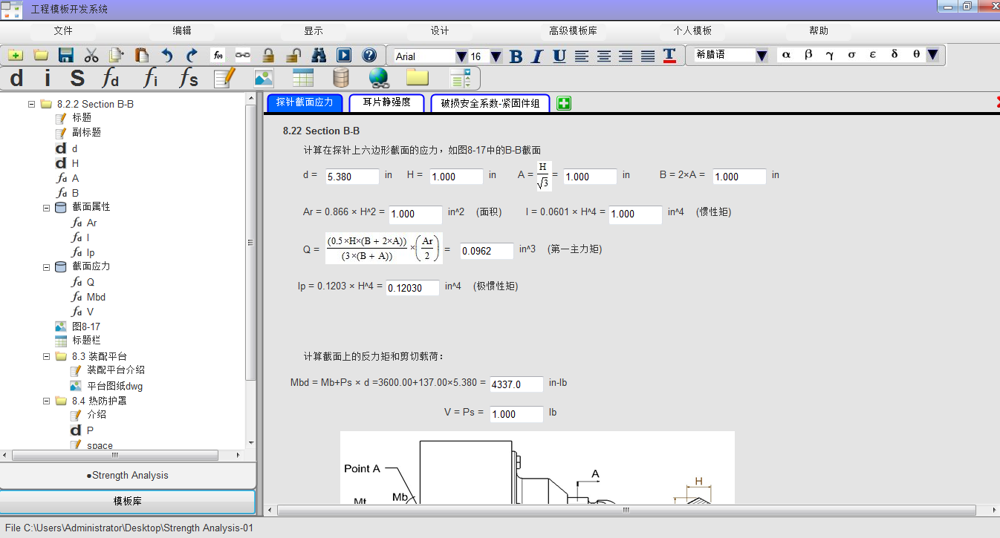 工程模板开发系统
文件 编辑 显示 设计 高级模板库 个人模板 帮助
f(x) Arial 16 B I U T 希腊语 α β γ σ ε δ θ
d i S fd fi fs
8.2.2 Section B-B
标题
副标题
d d
d H
fd A
fd B
截面属性
fd Ar
fd I
fd Ip
截面应力
fd Q
fd Mbd
fd V
图8-17
标题栏
8.3 装配平台
装配平台介绍
平台图纸dwg
8.4 热防护罩
介绍
d P
space
●Strength Analysis
模板库
探针截面应力 耳片静强度 破损安全系数-紧固件组
8.22 Section B-B
计算在探针上六边形截面的应力，如图8-17中的B-B截面
d = 5.380 in H = 1.000 in A = H/√3 = 1.000 in B = 2×A = 1.000 in
Ar = 0.866 × H^2 = 1.000 in^2 (面积) I = 0.0601 × H^4 = 1.000 in^4 (惯性矩)
Q = (0.5×H×(B + 2×A))/(3×(B + A)) ×(Ar/2) = 0.0962 in^3 (第一主力矩)
Ip = 0.1203 × H^4 = 0.12030 in^4 (极惯性矩)
计算截面上的反力矩和剪切载荷：
Mbd = Mb+Ps × d =3600.00+137.00×5.380 = 4337.0 in-lb
V = Ps = 1.000 lb
Point A A H
Mt Mb
File C:\Users\Administrator\Desktop\Strength Analysis-01